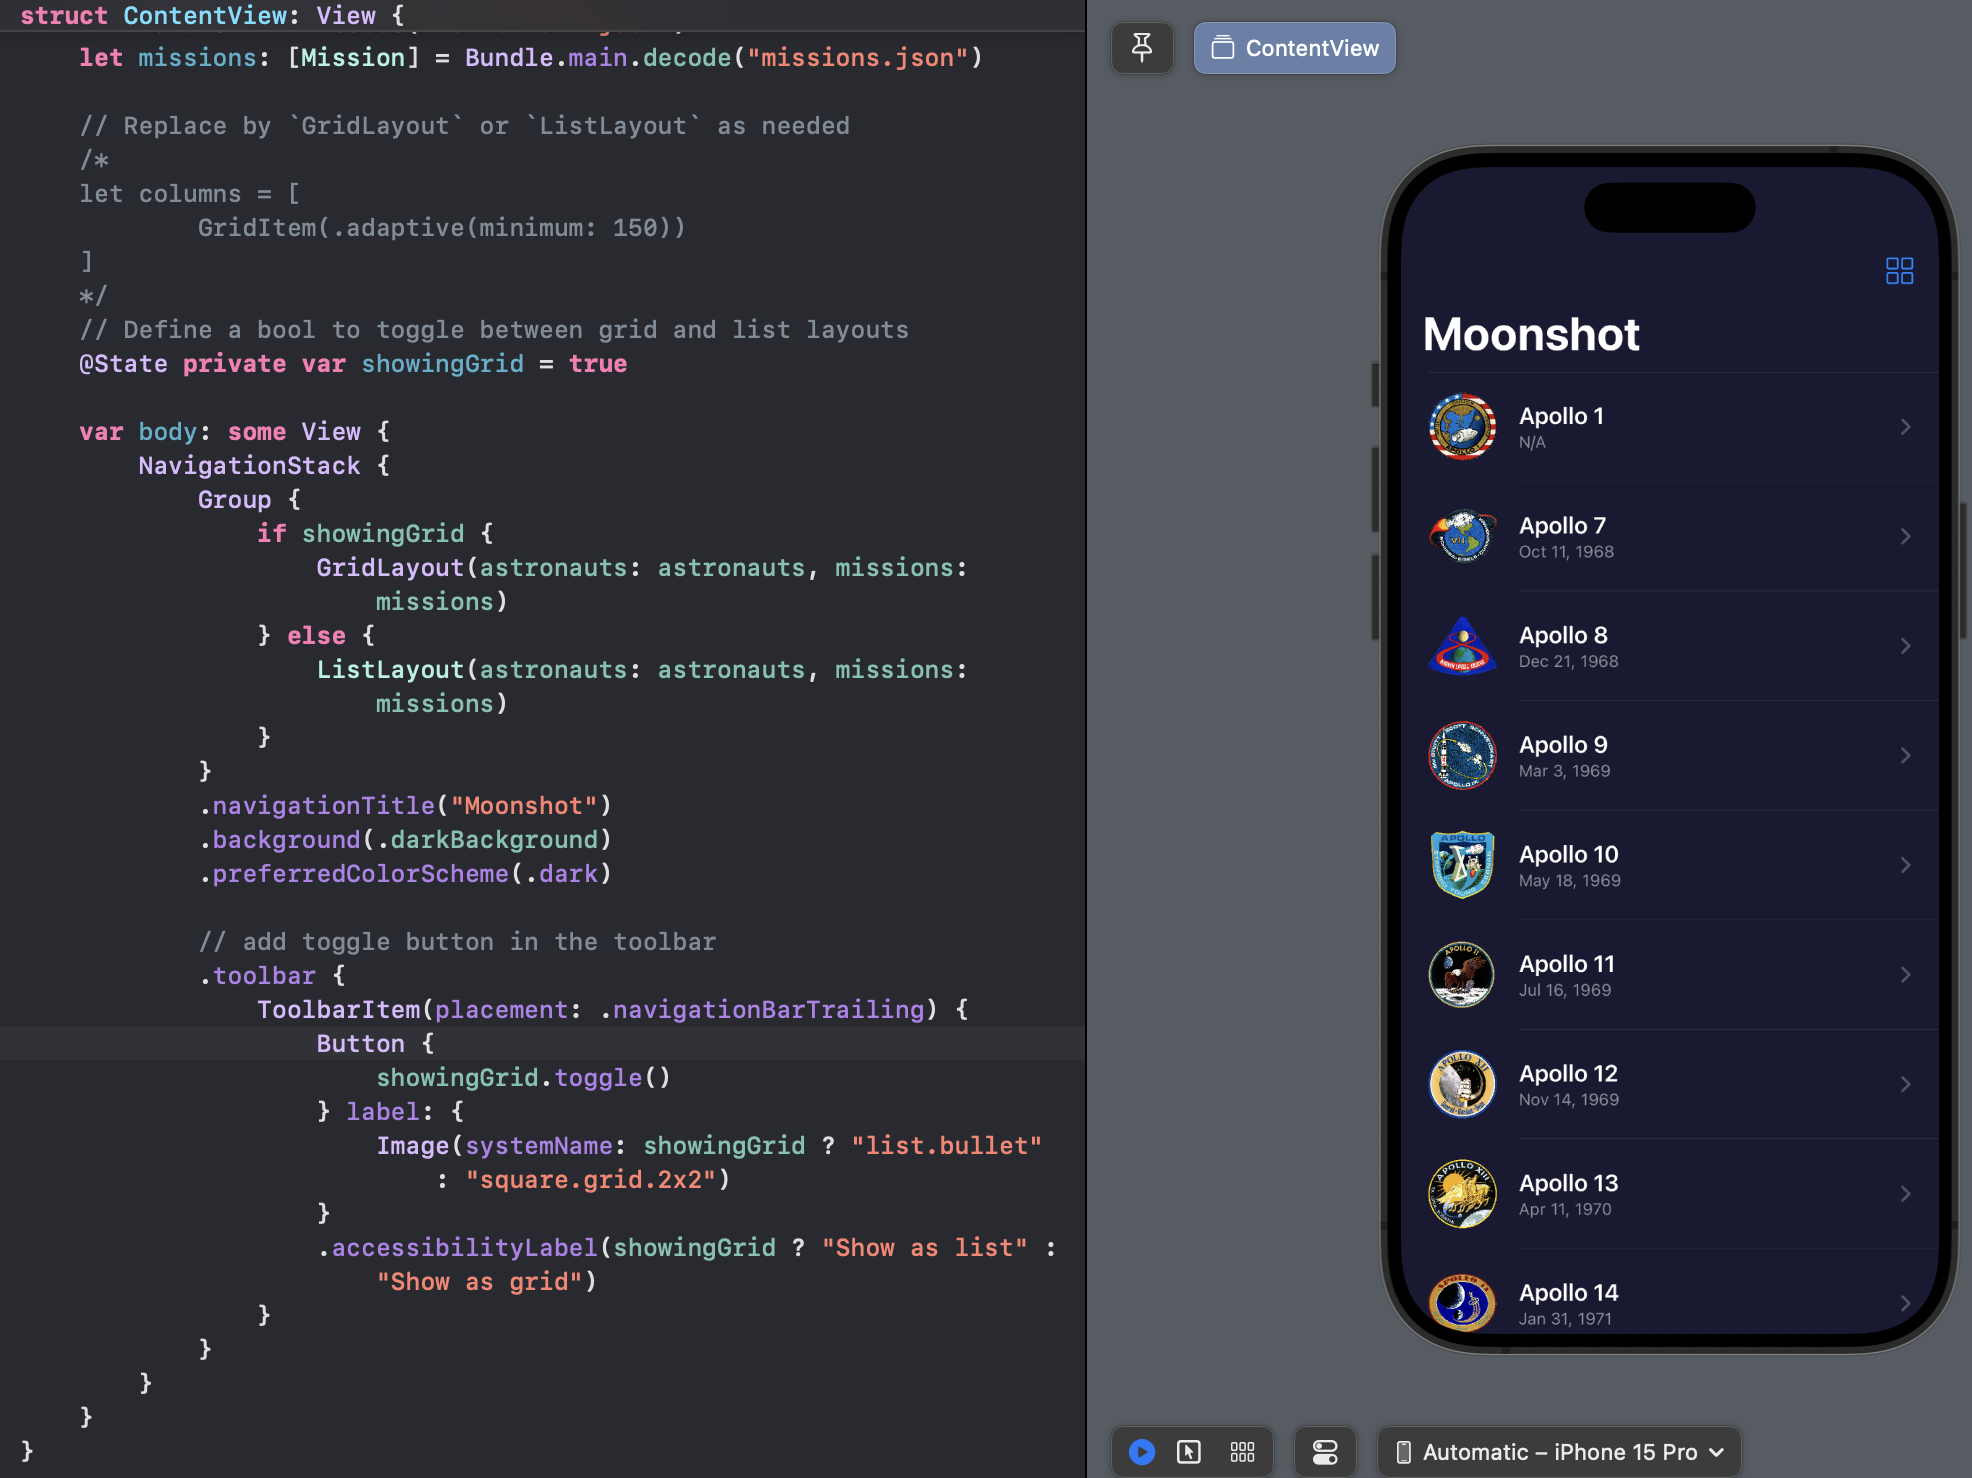 struct ContentView: View {
let missions: [Mission] = Bundle.main.decode("missions.json")
// Replace by `GridLayout` or `ListLayout` as needed
/*
let columns = [
GridItem(.adaptive(minimum: 150))
]
*/
// Define a bool to toggle between grid and list layouts
@State private var showingGrid = true
var body: some View {
NavigationStack {
Group {
if showingGrid {
GridLayout(astronauts: astronauts, missions:
missions)
} else {
ListLayout(astronauts: astronauts, missions:
missions)
}
}
.navigationTitle("Moonshot")
.background(.darkBackground)
.preferredColorScheme(.dark)
// add toggle button in the toolbar
.toolbar {
ToolbarItem(placement: .navigationBarTrailing) {
Button {
showingGrid.toggle()
} label: {
Image(systemName: showingGrid ? "list.bullet"
: "square.grid.2x2")
}
.accessibilityLabel(showingGrid ? "Show as list" :
"Show as grid")
}
}
}
}
}
ContentView
Moonshot
Apollo 1
N/A
Apollo 7
Oct 11, 1968
Apollo 8
Dec 21, 1968
Apollo 9
Mar 3, 1969
Apollo 10
May 18, 1969
Apollo 11
Jul 16, 1969
Apollo 12
Nov 14, 1969
Apollo 13
Apr 11, 1970
Apollo 14
Jan 31, 1971
Automatic – iPhone 15 Pro